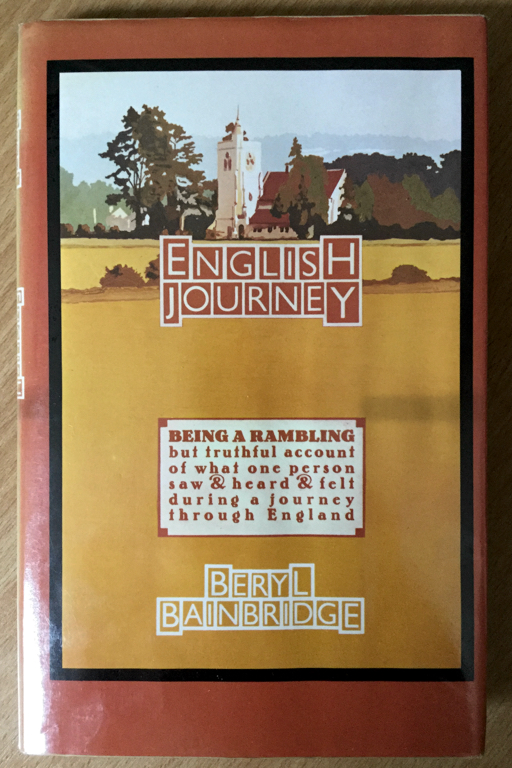 ENGLISH
JOURNEY
BEING A RAMBLING
but truthful account
of what one person
saw & heard & felt
during a journey
through England
BERYL
BAINBRIDGE